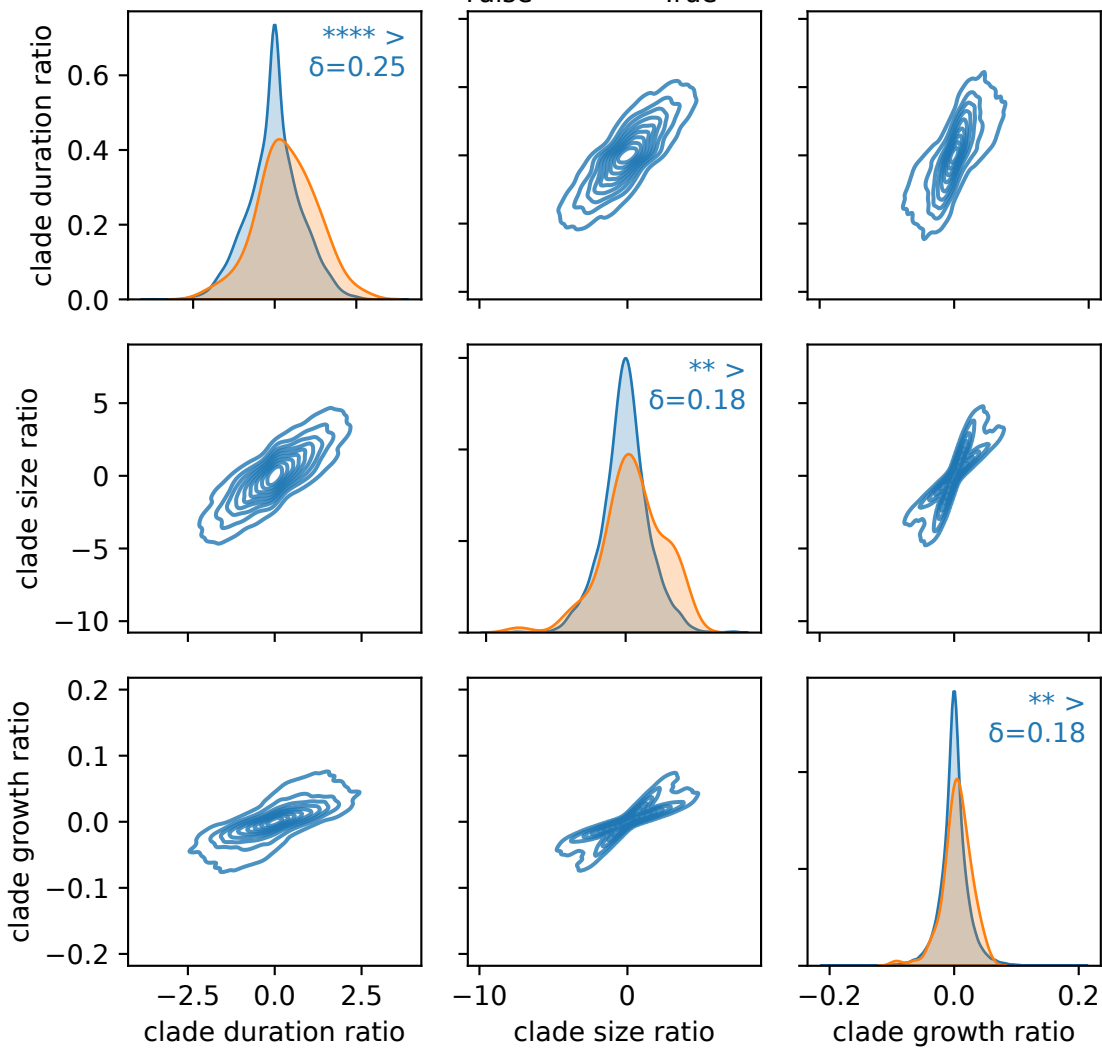 clade duration ratio
0.6
0.4
0.2
0.0
**** >
δ=0.25
clade size ratio
5
0
−5
−10
** >
δ=0.18
clade growth ratio
0.2
0.1
0.0
−0.1
−0.2
** >
δ=0.18
−2.5
0.0
2.5
−10
0
−0.2
0.0
0.2
clade duration ratio
clade size ratio
clade growth ratio